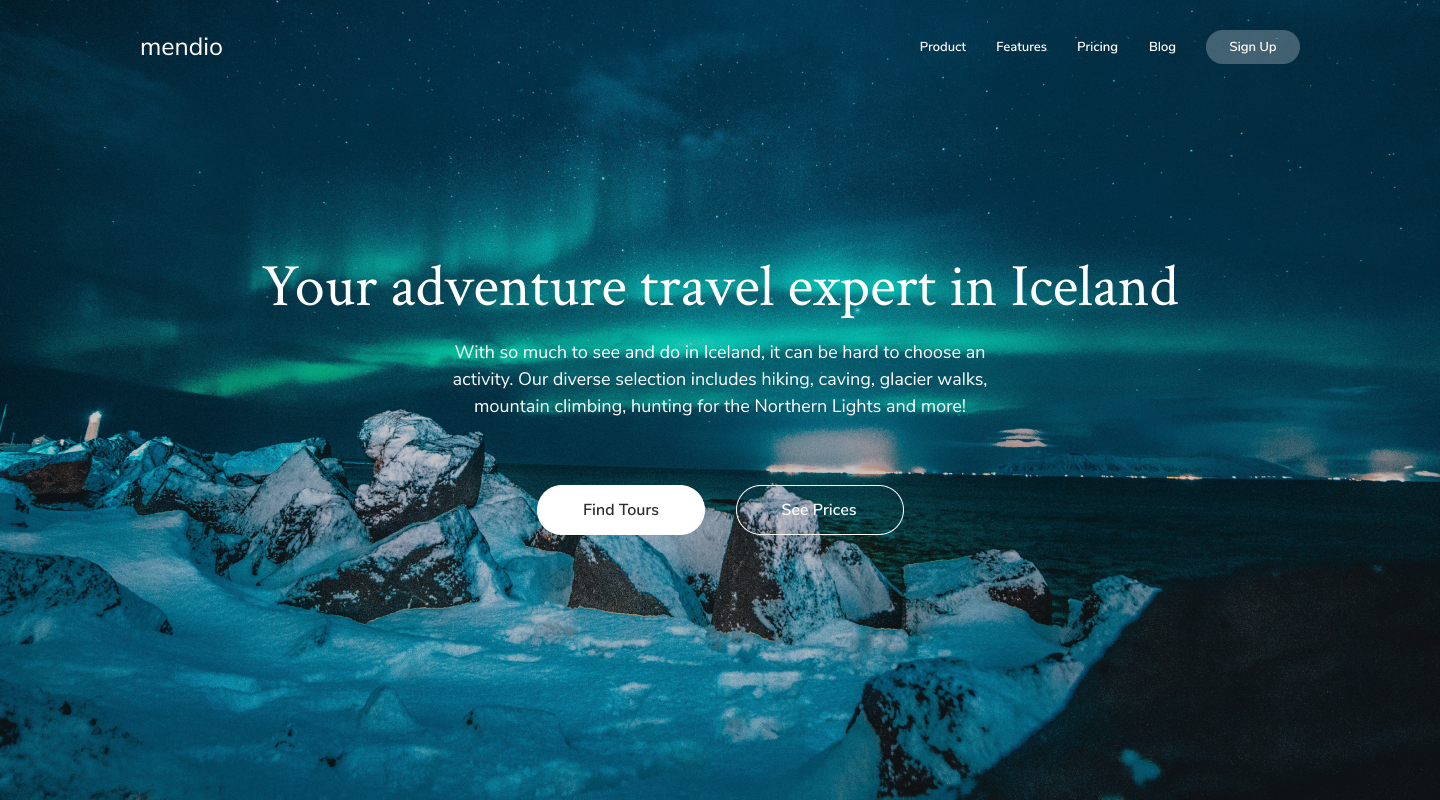 mendio
Product Features Pricing Blog Sign Up
Your adventure travel expert in Iceland
With so much to see and do in Iceland, it can be hard to choose an
activity. Our diverse selection includes hiking, caving, glacier walks,
mountain climbing, hunting for the Northern Lights and more!
Find Tours See Prices